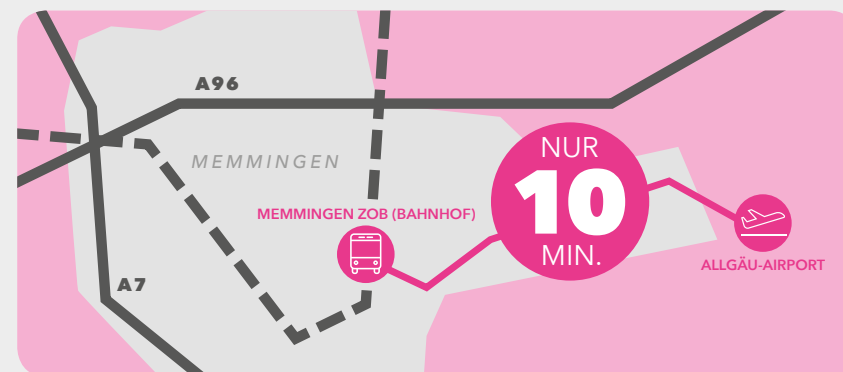 A96
MEMMINGEN
NUR
10
MIN.
MEMMINGEN ZOB (BAHNHOF)
ALLGÄU-AIRPORT
A7